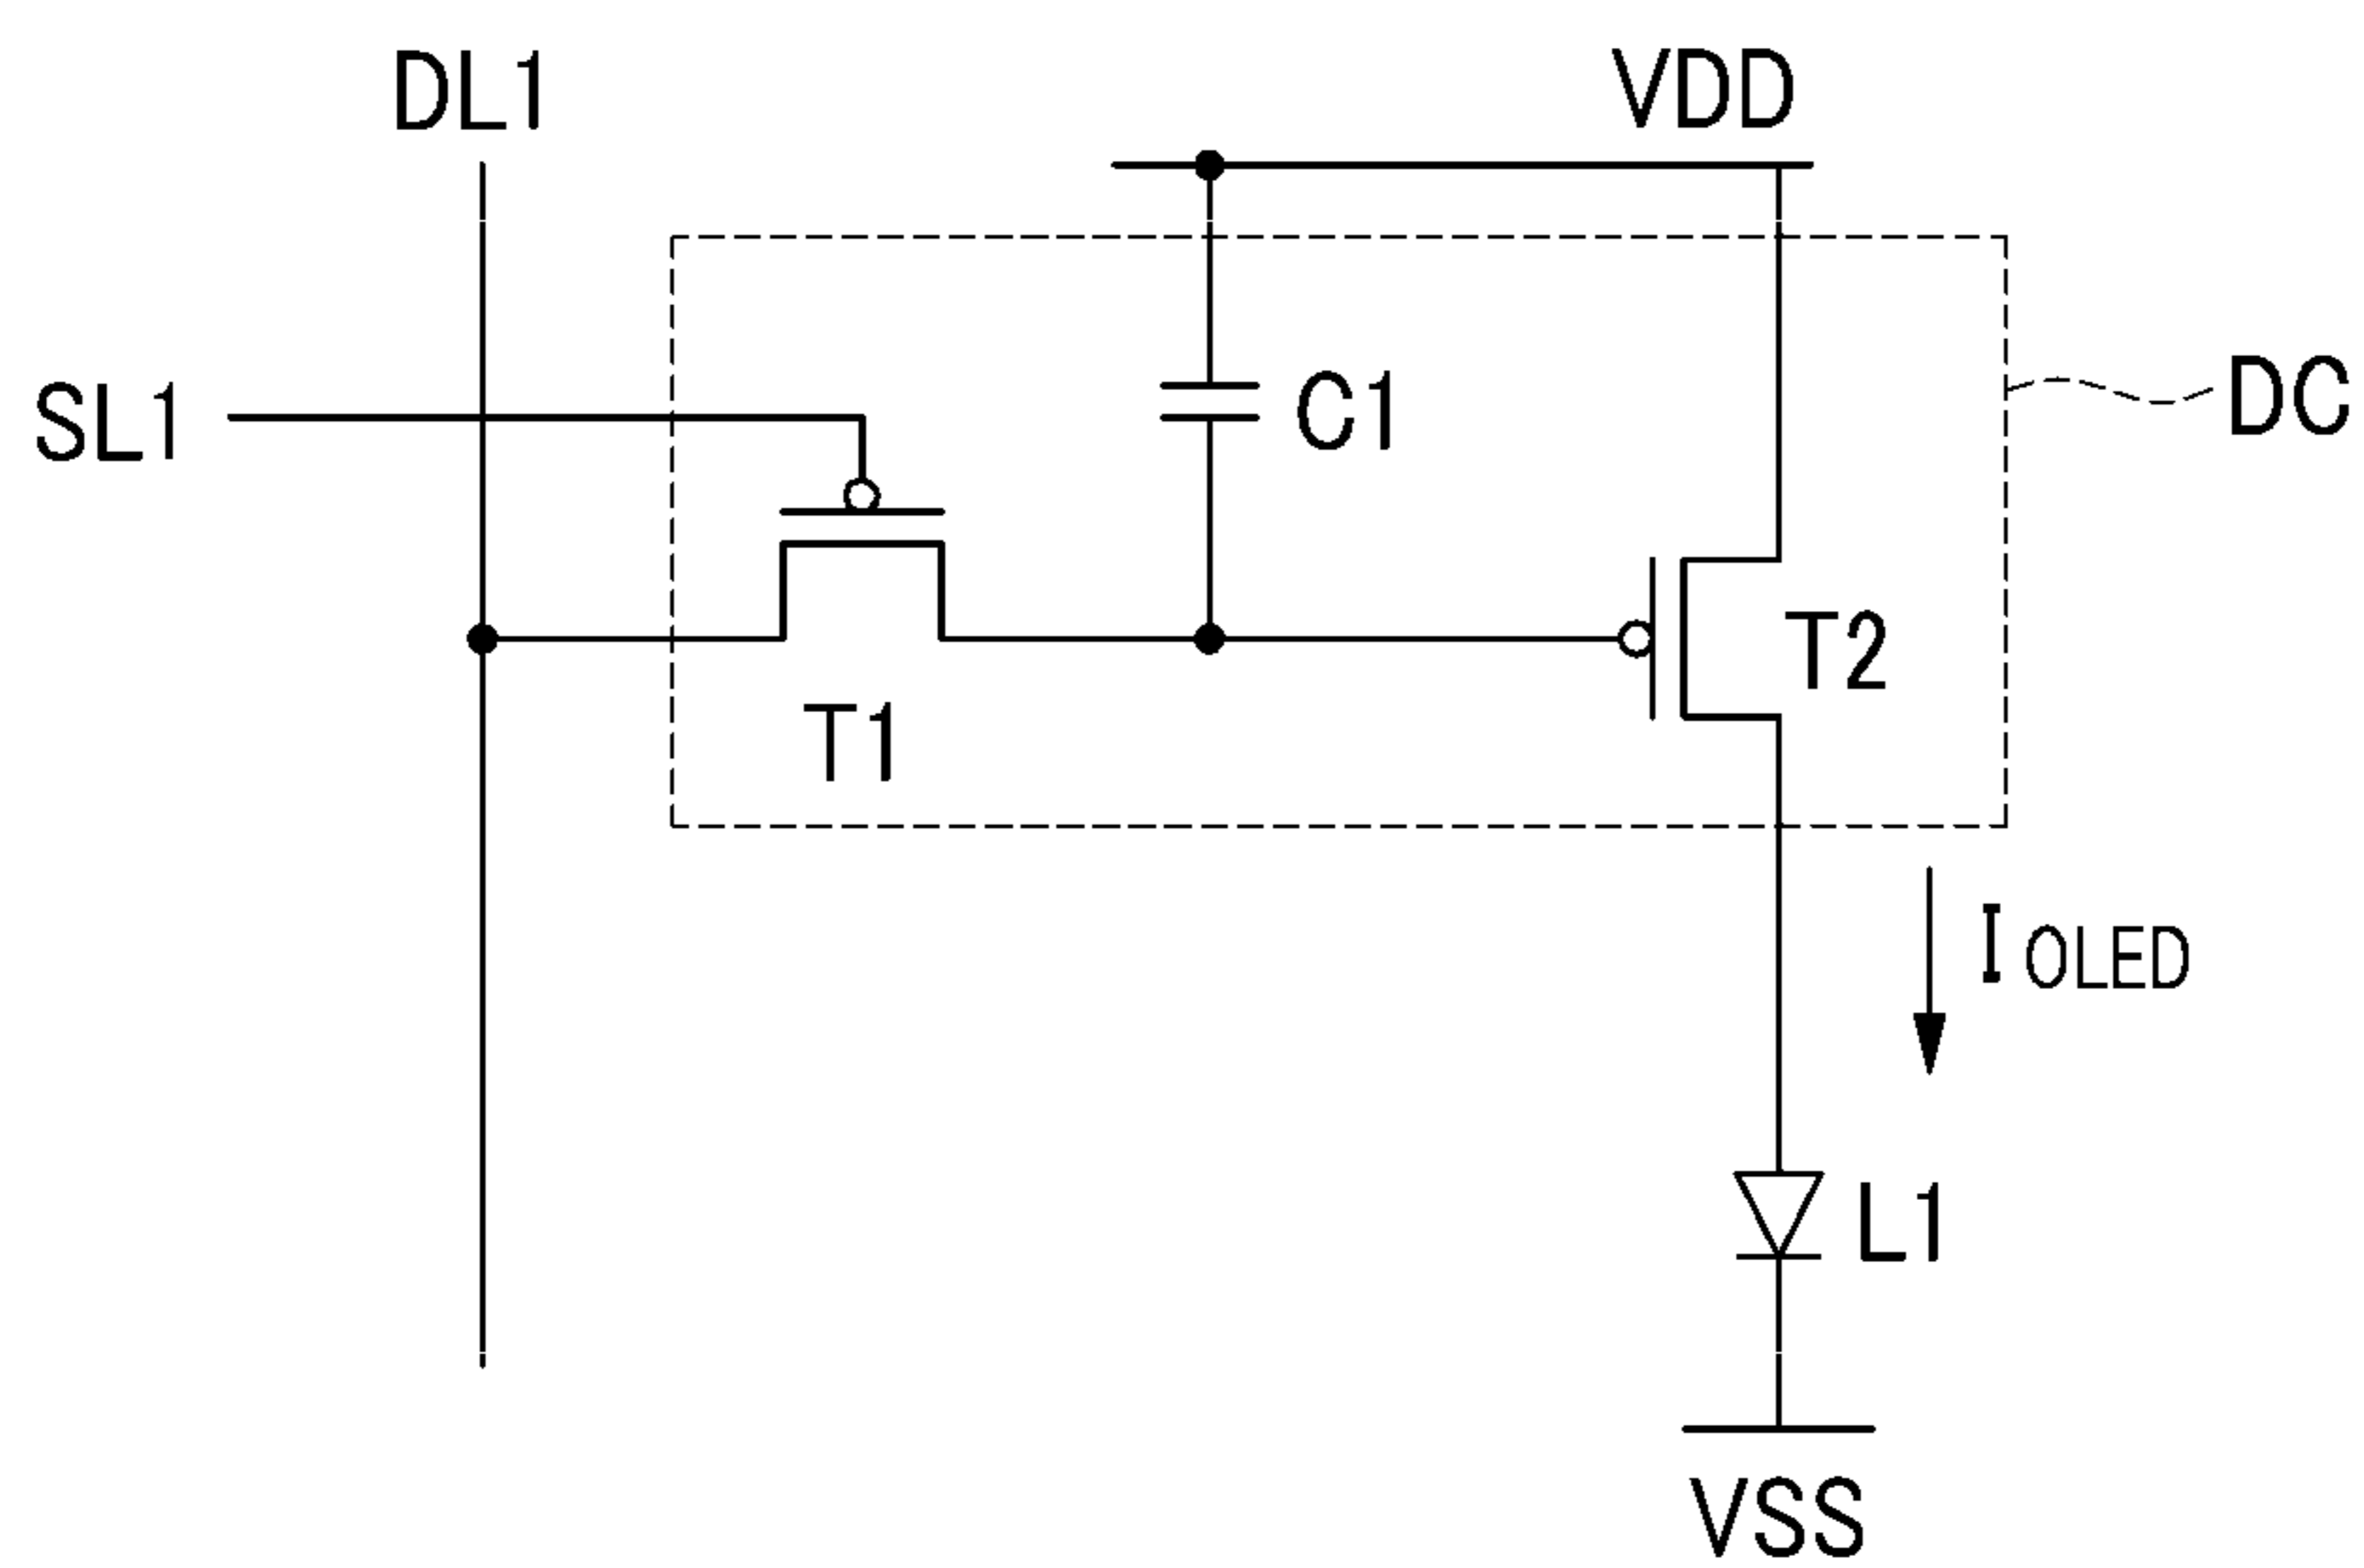 DL1
VDD
SL1
C1
DC
T2
T1
I OLED
L1
VSS